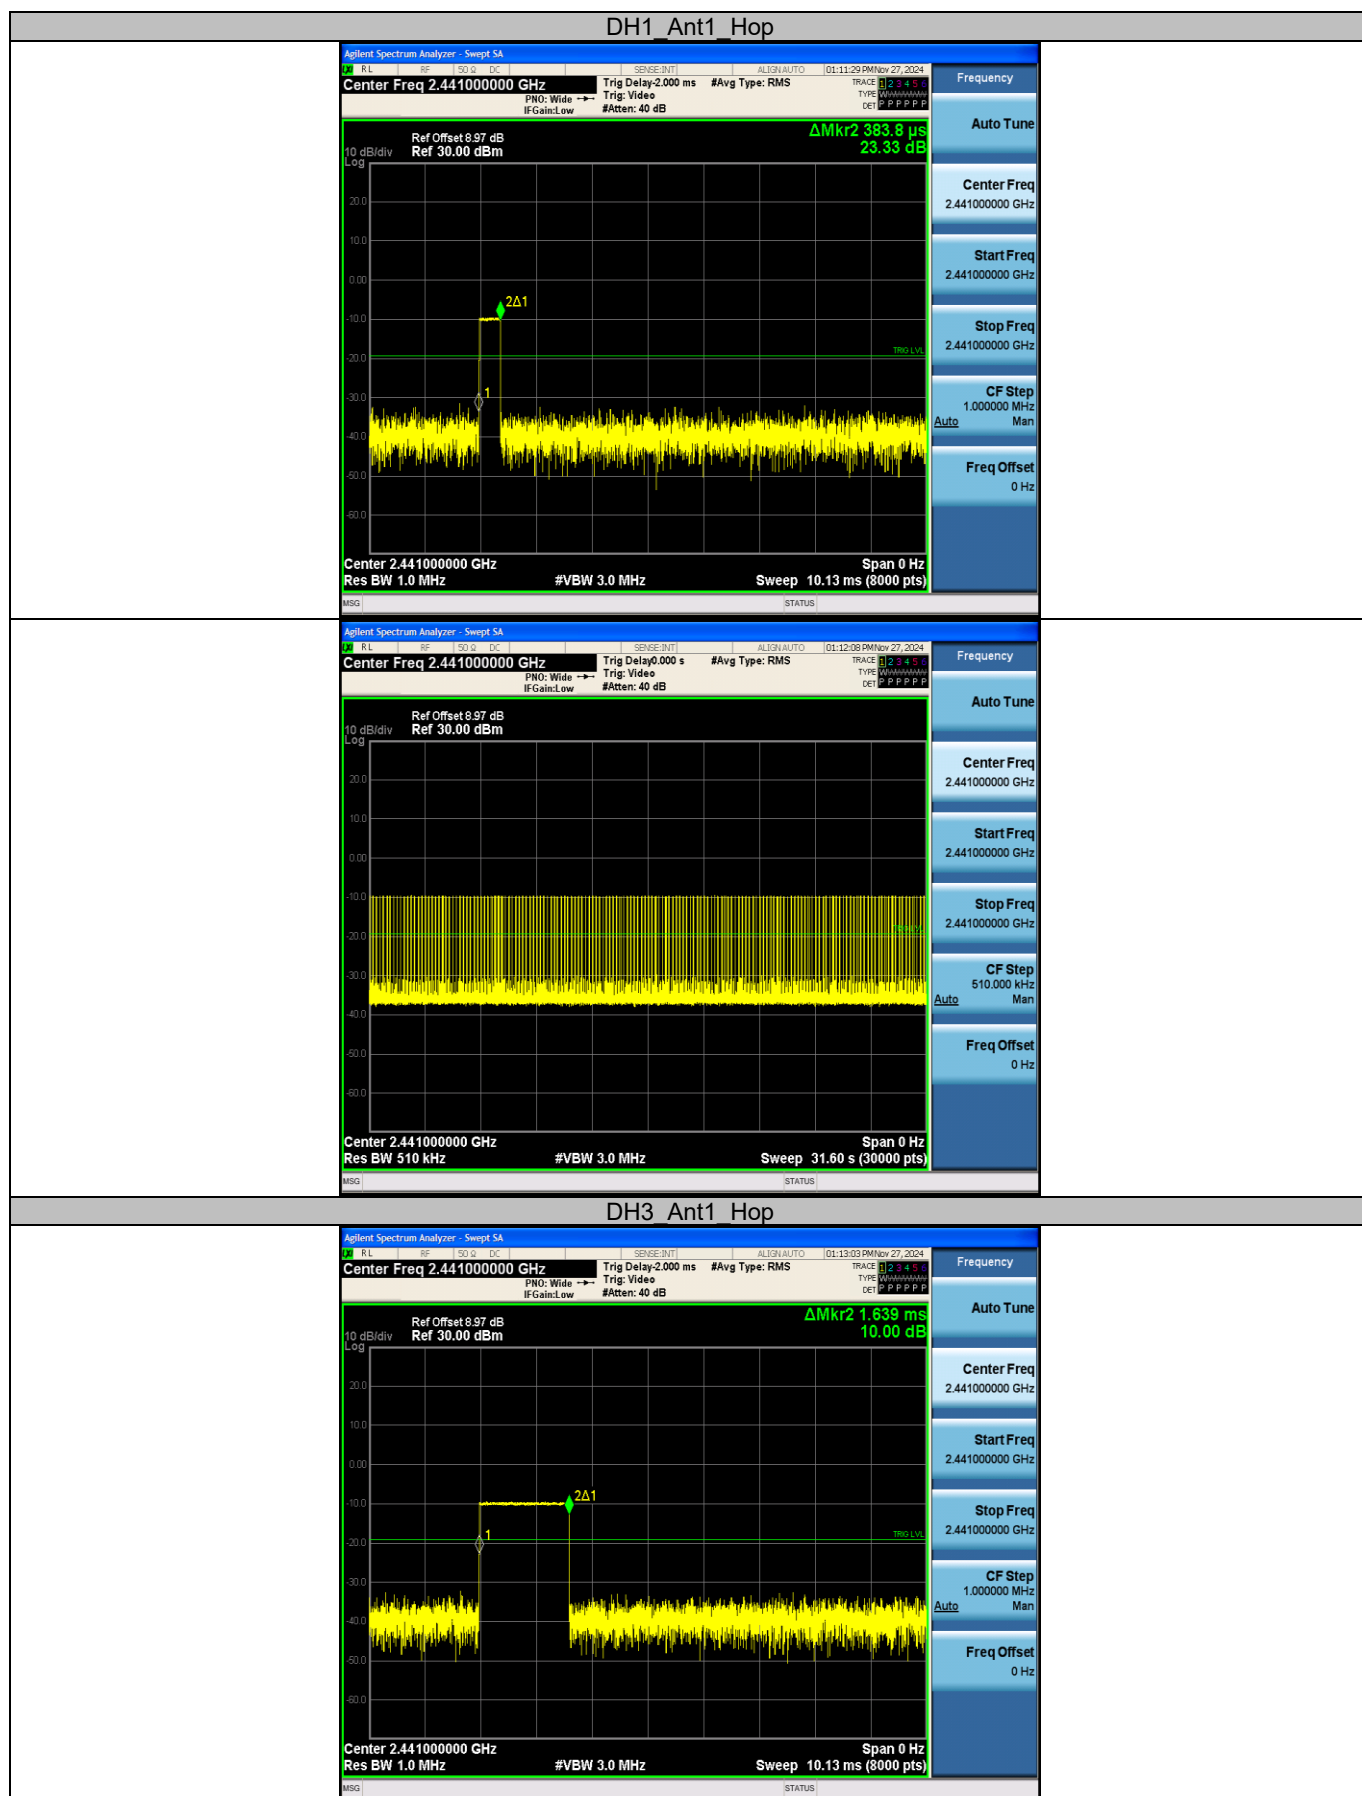 DH1_Ant1_Hop
Agilent Spectrum Analyzer - Swept SA
RL RF 50 Ω DC SENSE:INT ALIGN AUTO 01:11:29 PM Nov 27, 2024
Center Freq 2.441000000 GHz
PNO: Wide
IFGain:Low
Trig Delay-2.000 ms
Trig: Video
#Atten: 40 dB
#Avg Type: RMS
TRACE 1 2 3 4 5 6
TYPE
DET P P P P P P
ΔMkr2 383.8 µs
23.33 dB
Ref Offset 8.97 dB
10 dB/div Ref 30.00 dBm
Log
20.0
10.0
0.00
2Δ1
-10.0
TRIG LVL
-20.0
1
-30.0
-40.0
-50.0
-60.0
Center 2.441000000 GHz Span 0 Hz
Res BW 1.0 MHz #VBW 3.0 MHz Sweep 10.13 ms (8000 pts)
MSG STATUS
Frequency
Auto Tune
Center Freq
2.441000000 GHz
Start Freq
2.441000000 GHz
Stop Freq
2.441000000 GHz
CF Step
1.000000 MHz
Auto Man
Freq Offset
0 Hz
Agilent Spectrum Analyzer - Swept SA
RL RF 50 Ω DC SENSE:INT ALIGN AUTO 01:12:08 PM Nov 27, 2024
Center Freq 2.441000000 GHz
PNO: Wide
IFGain:Low
Trig Delay0.000 s
Trig: Video
#Atten: 40 dB
#Avg Type: RMS
TRACE 1 2 3 4 5 6
TYPE
DET P P P P P P
Ref Offset 8.97 dB
10 dB/div Ref 30.00 dBm
Log
20.0
10.0
0.00
-10.0
TRIG LVL
-20.0
-30.0
-40.0
-50.0
-60.0
Center 2.441000000 GHz Span 0 Hz
Res BW 510 kHz #VBW 3.0 MHz Sweep 31.60 s (30000 pts)
MSG STATUS
Frequency
Auto Tune
Center Freq
2.441000000 GHz
Start Freq
2.441000000 GHz
Stop Freq
2.441000000 GHz
CF Step
510.000 kHz
Auto Man
Freq Offset
0 Hz
DH3_Ant1_Hop
Agilent Spectrum Analyzer - Swept SA
RL RF 50 Ω DC SENSE:INT ALIGN AUTO 01:13:03 PM Nov 27, 2024
Center Freq 2.441000000 GHz
PNO: Wide
IFGain:Low
Trig Delay-2.000 ms
Trig: Video
#Atten: 40 dB
#Avg Type: RMS
TRACE 1 2 3 4 5 6
TYPE
DET P P P P P P
ΔMkr2 1.639 ms
10.00 dB
Ref Offset 8.97 dB
10 dB/div Ref 30.00 dBm
Log
20.0
10.0
0.00
2Δ1
-10.0
TRIG LVL
1
-20.0
-30.0
-40.0
-50.0
-60.0
Center 2.441000000 GHz Span 0 Hz
Res BW 1.0 MHz #VBW 3.0 MHz Sweep 10.13 ms (8000 pts)
MSG STATUS
Frequency
Auto Tune
Center Freq
2.441000000 GHz
Start Freq
2.441000000 GHz
Stop Freq
2.441000000 GHz
CF Step
1.000000 MHz
Auto Man
Freq Offset
0 Hz